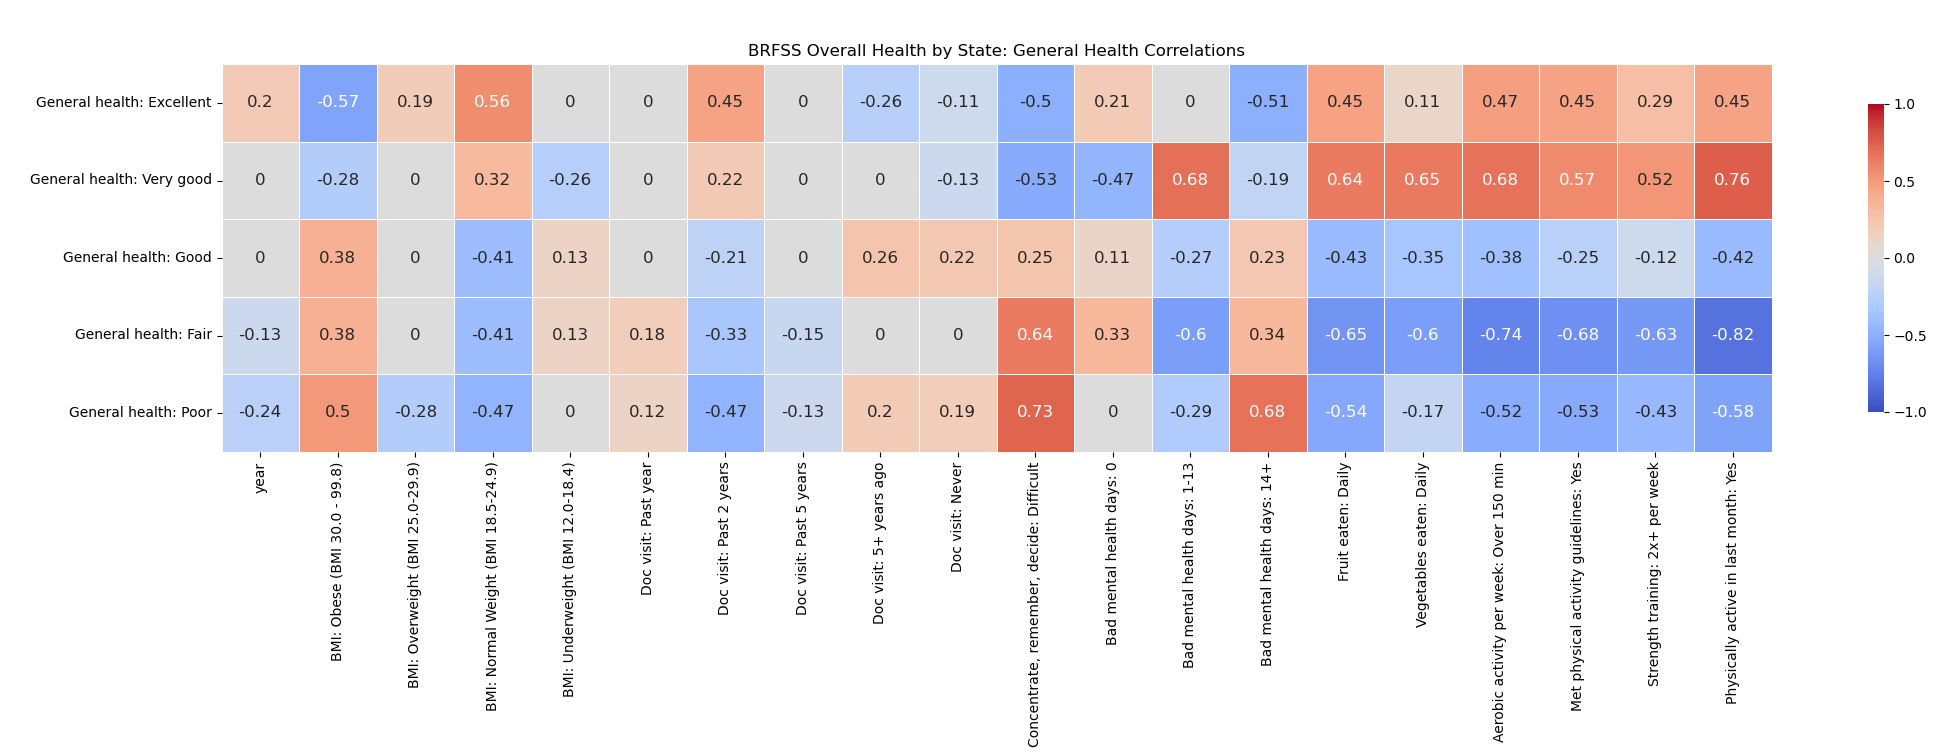 BRFSS Overall Health by State: General Health Correlations
General health: Excellent 0.2 -0.57 0.19 0.56 0 0 0.45 0 -0.26 -0.11 -0.5 0.21 0 -0.51 0.45 0.11 0.47 0.45 0.29 0.45
General health: Very good 0 -0.28 0 0.32 -0.26 0 0.22 0 0 -0.13 -0.53 -0.47 0.68 -0.19 0.64 0.65 0.68 0.57 0.52 0.76
General health: Good 0 0.38 0 -0.41 0.13 0 -0.21 0 0.26 0.22 0.25 0.11 -0.27 0.23 -0.43 -0.35 -0.38 -0.25 -0.12 -0.42
General health: Fair -0.13 0.38 0 -0.41 0.13 0.18 -0.33 -0.15 0 0 0.64 0.33 -0.6 0.34 -0.65 -0.6 -0.74 -0.68 -0.63 -0.82
General health: Poor -0.24 0.5 -0.28 -0.47 0 0.12 -0.47 -0.13 0.2 0.19 0.73 0 -0.29 0.68 -0.54 -0.17 -0.52 -0.53 -0.43 -0.58
year
BMI: Obese (BMI 30.0 - 99.8)
BMI: Overweight (BMI 25.0-29.9)
BMI: Normal Weight (BMI 18.5-24.9)
BMI: Underweight (BMI 12.0-18.4)
Doc visit: Past year
Doc visit: Past 2 years
Doc visit: Past 5 years
Doc visit: 5+ years ago
Doc visit: Never
Concentrate, remember, decide: Difficult
Bad mental health days: 0
Bad mental health days: 1-13
Bad mental health days: 14+
Fruit eaten: Daily
Vegetables eaten: Daily
Aerobic activity per week: Over 150 min
Met physical activity guidelines: Yes
Strength training: 2x+ per week
Physically active in last month: Yes
1.0
0.5
0.0
−0.5
−1.0